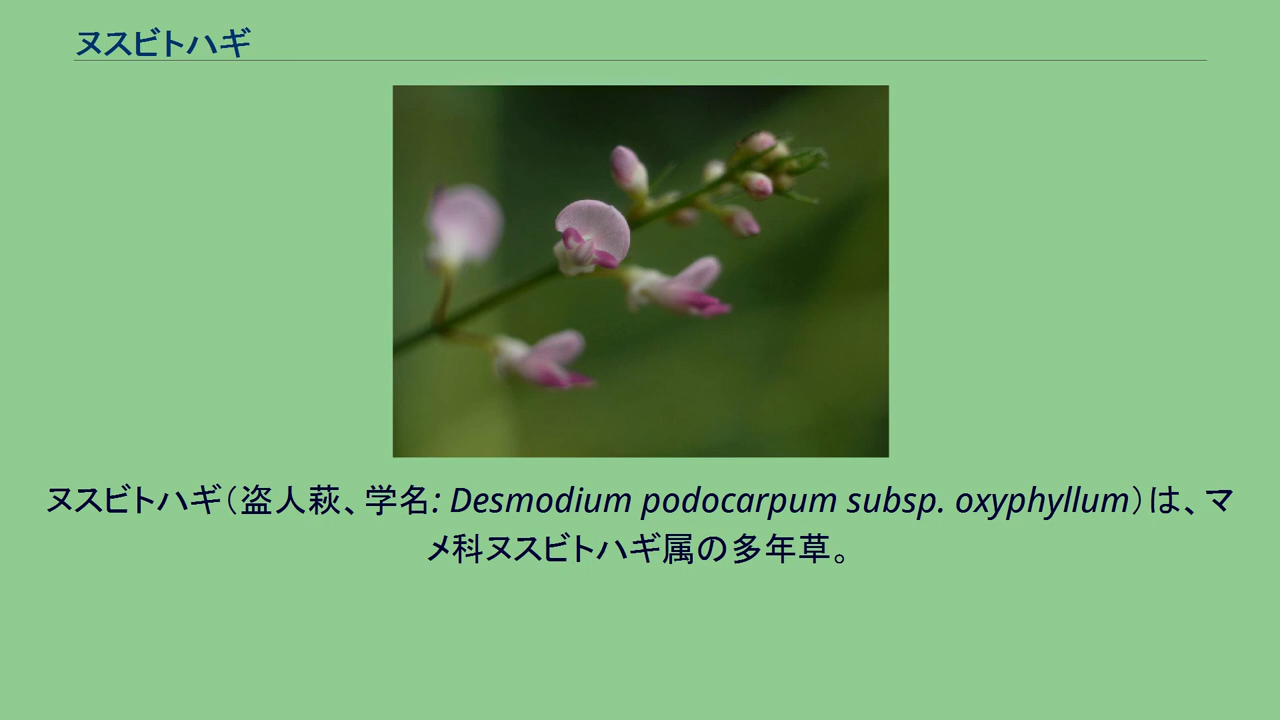 ヌスビトハギ
ヌスビトハギ（盗人萩、学名: Desmodium podocarpum subsp. oxyphyllum）は、マ
メ科ヌスビトハギ属の多年草。